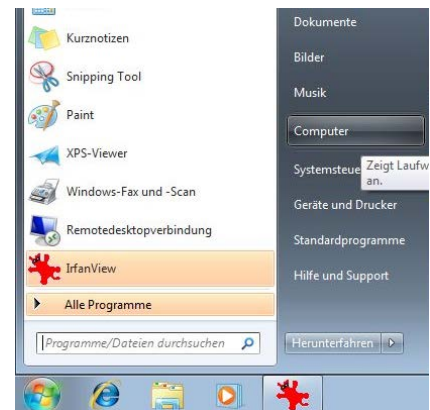 Kurznotizen
Snipping Tool
Paint
XPS-Viewer
Windows-Fax und -Scan
Remotedesktopverbindung
IrfanView
Alle Programme
Programme/Dateien durchsuchen
Dokumente
Bilder
Musik
Computer
Systemsteue
Zeigt Laufw
an.
Geräte und Drucker
Standardprogramme
Hilfe und Support
Herunterfahren